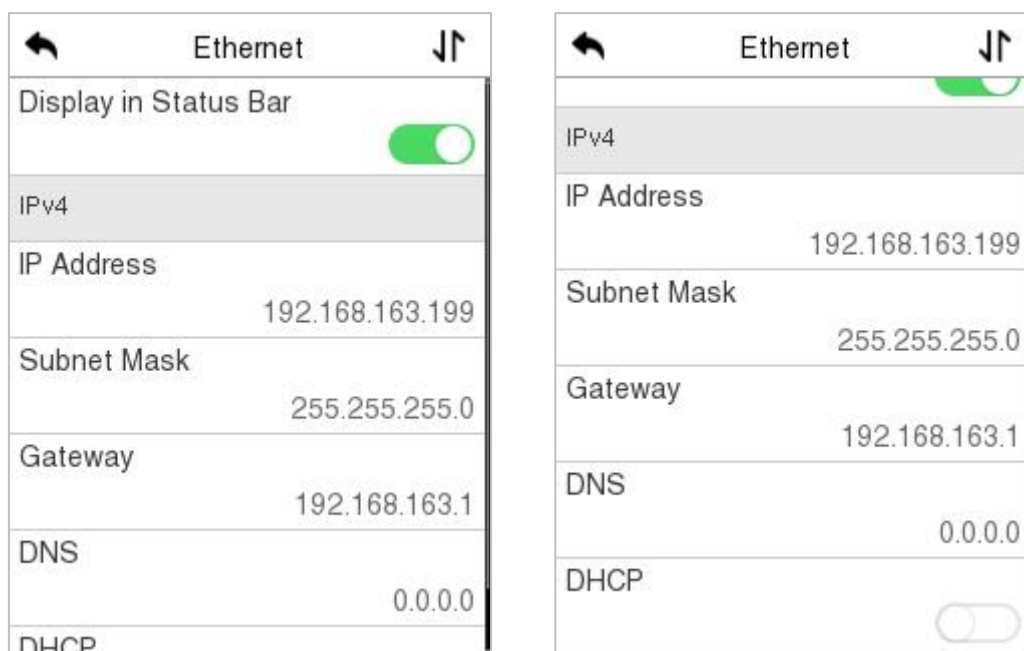 Ethernet
Display in Status Bar
IPv4
IP Address
192.168.163.199
Subnet Mask
255.255.255.0
Gateway
192.168.163.1
DNS
0.0.0.0
DHCP
Ethernet
IPv4
IP Address
192.168.163.199
Subnet Mask
255.255.255.0
Gateway
192.168.163.1
DNS
0.0.0.0
DHCP